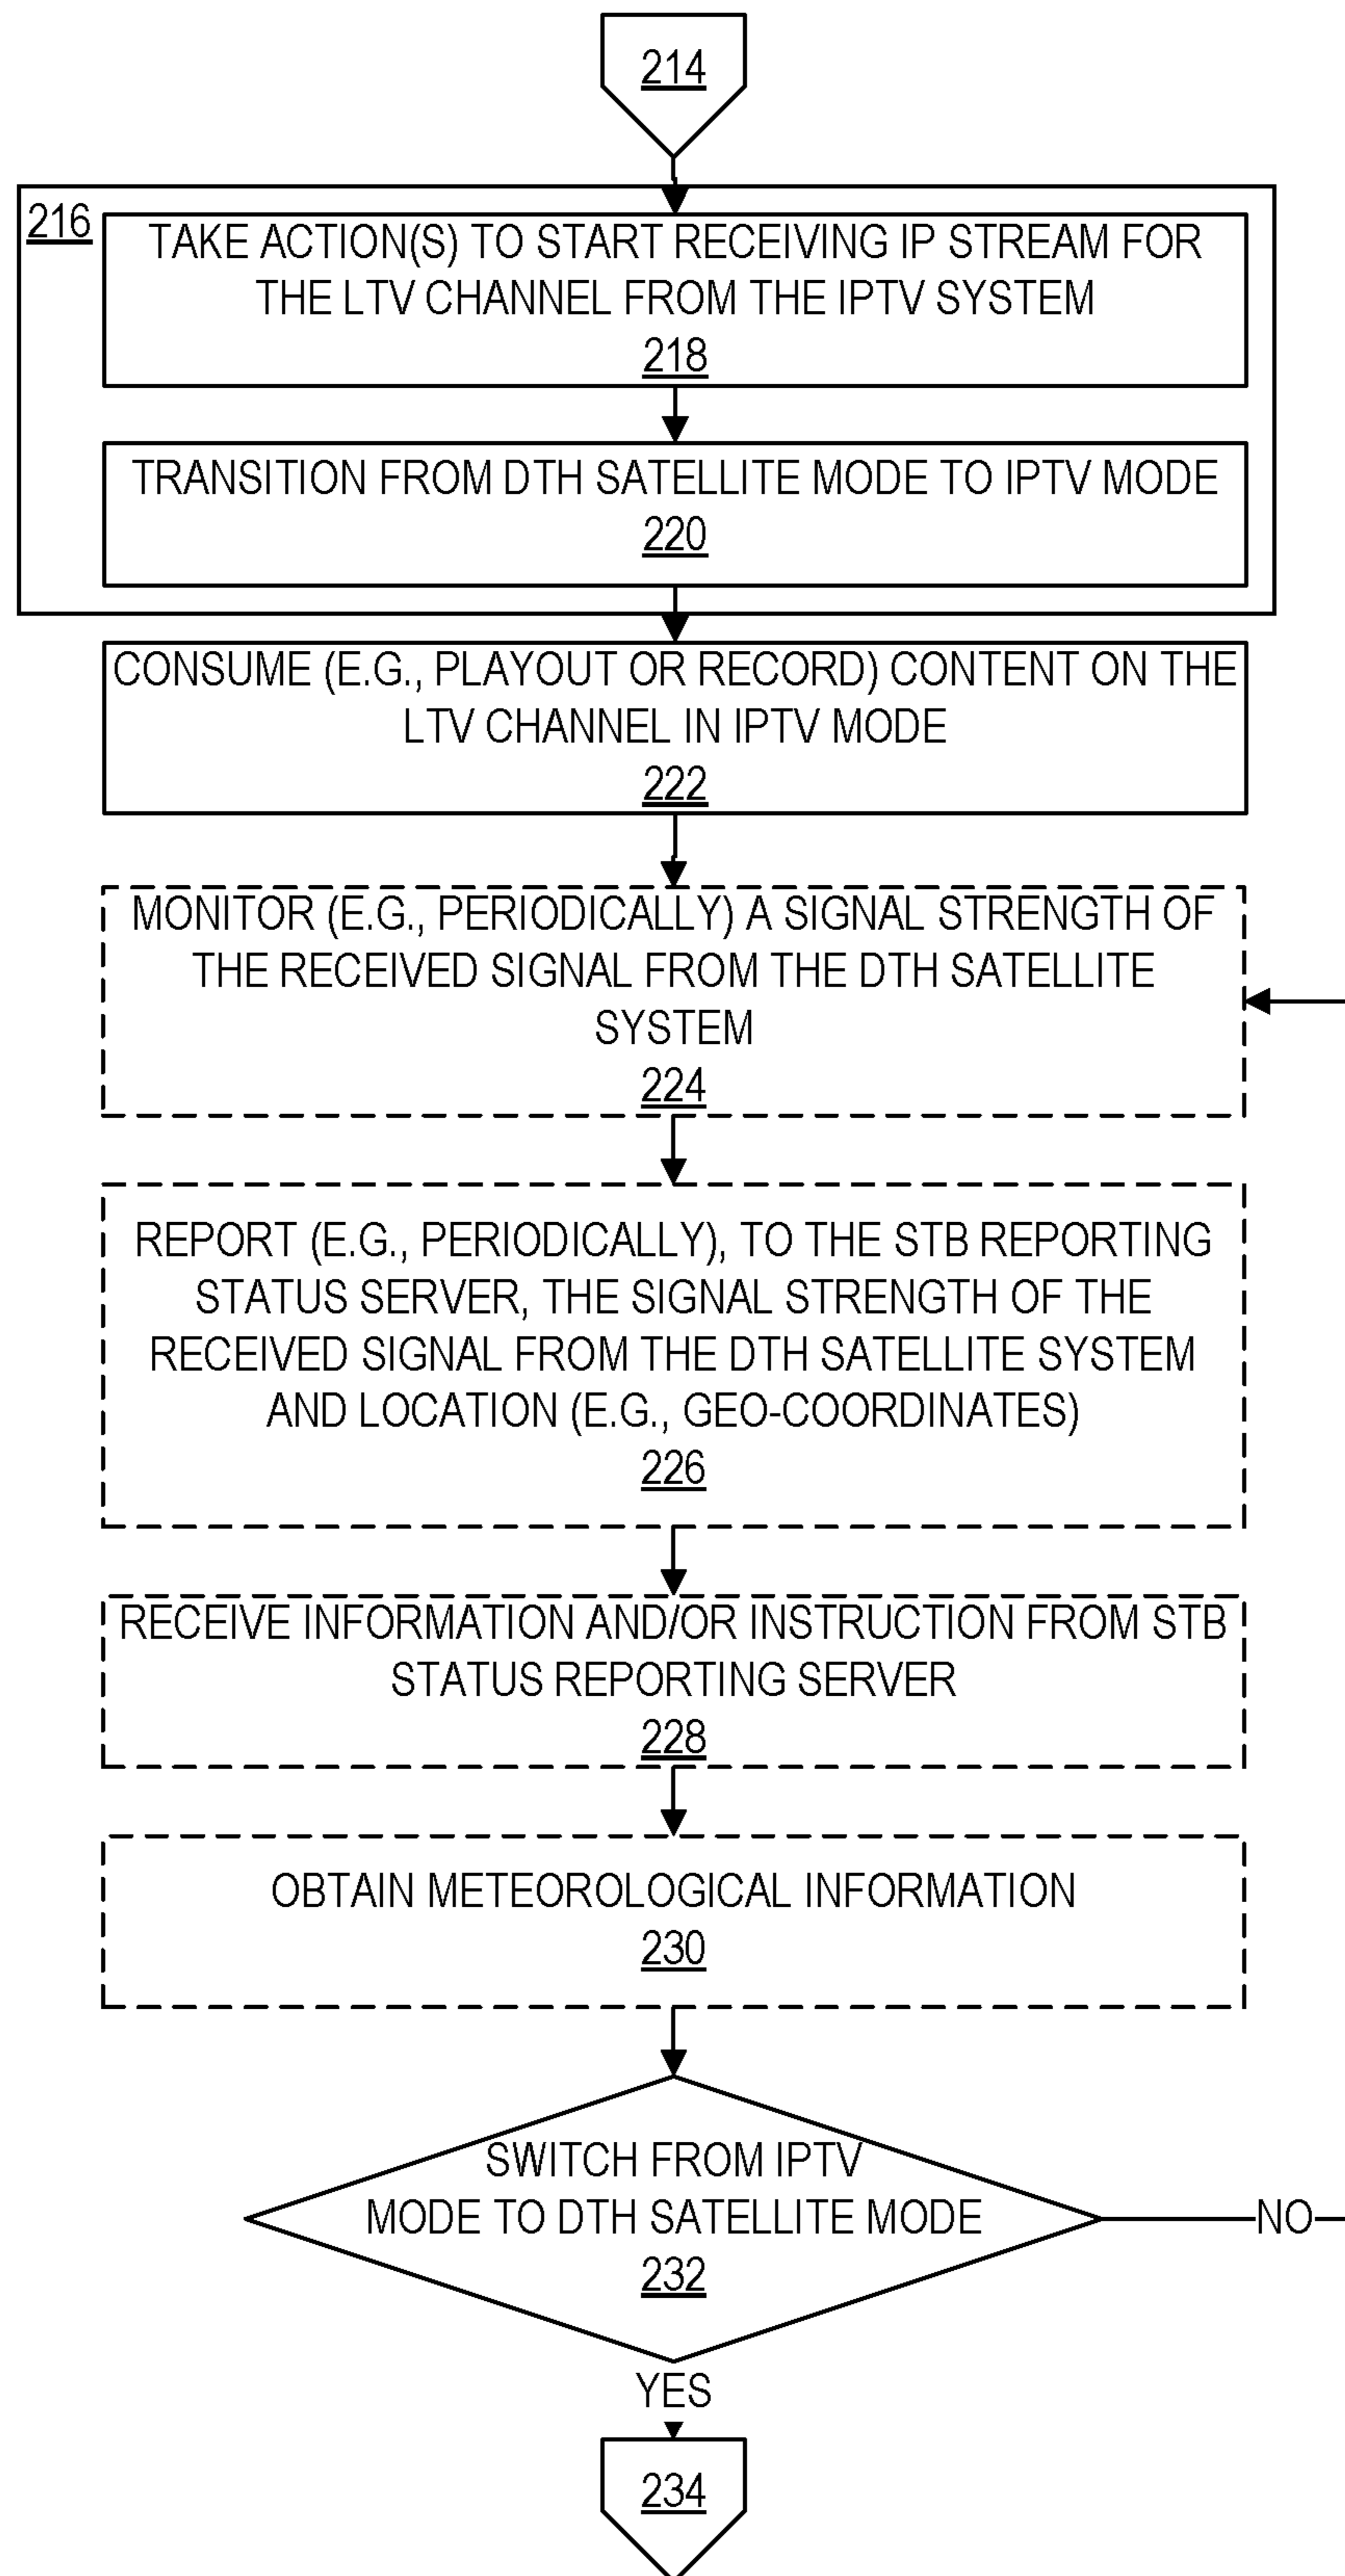 214
216
TAKE ACTION(S) TO START RECEIVING IP STREAM FOR
THE LTV CHANNEL FROM THE IPTV SYSTEM
218
TRANSITION FROM DTH SATELLITE MODE TO IPTV MODE
220
CONSUME (E.G., PLAYOUT OR RECORD) CONTENT ON THE
LTV CHANNEL IN IPTV MODE
222
MONITOR (E.G., PERIODICALLY) A SIGNAL STRENGTH OF
THE RECEIVED SIGNAL FROM THE DTH SATELLITE
SYSTEM
224
REPORT (E.G., PERIODICALLY), TO THE STB REPORTING
STATUS SERVER, THE SIGNAL STRENGTH OF THE
RECEIVED SIGNAL FROM THE DTH SATELLITE SYSTEM
AND LOCATION (E.G., GEO-COORDINATES)
226
RECEIVE INFORMATION AND/OR INSTRUCTION FROM STB
STATUS REPORTING SERVER
228
OBTAIN METEOROLOGICAL INFORMATION
230
SWITCH FROM IPTV
MODE TO DTH SATELLITE MODE
232
NO
YES
234